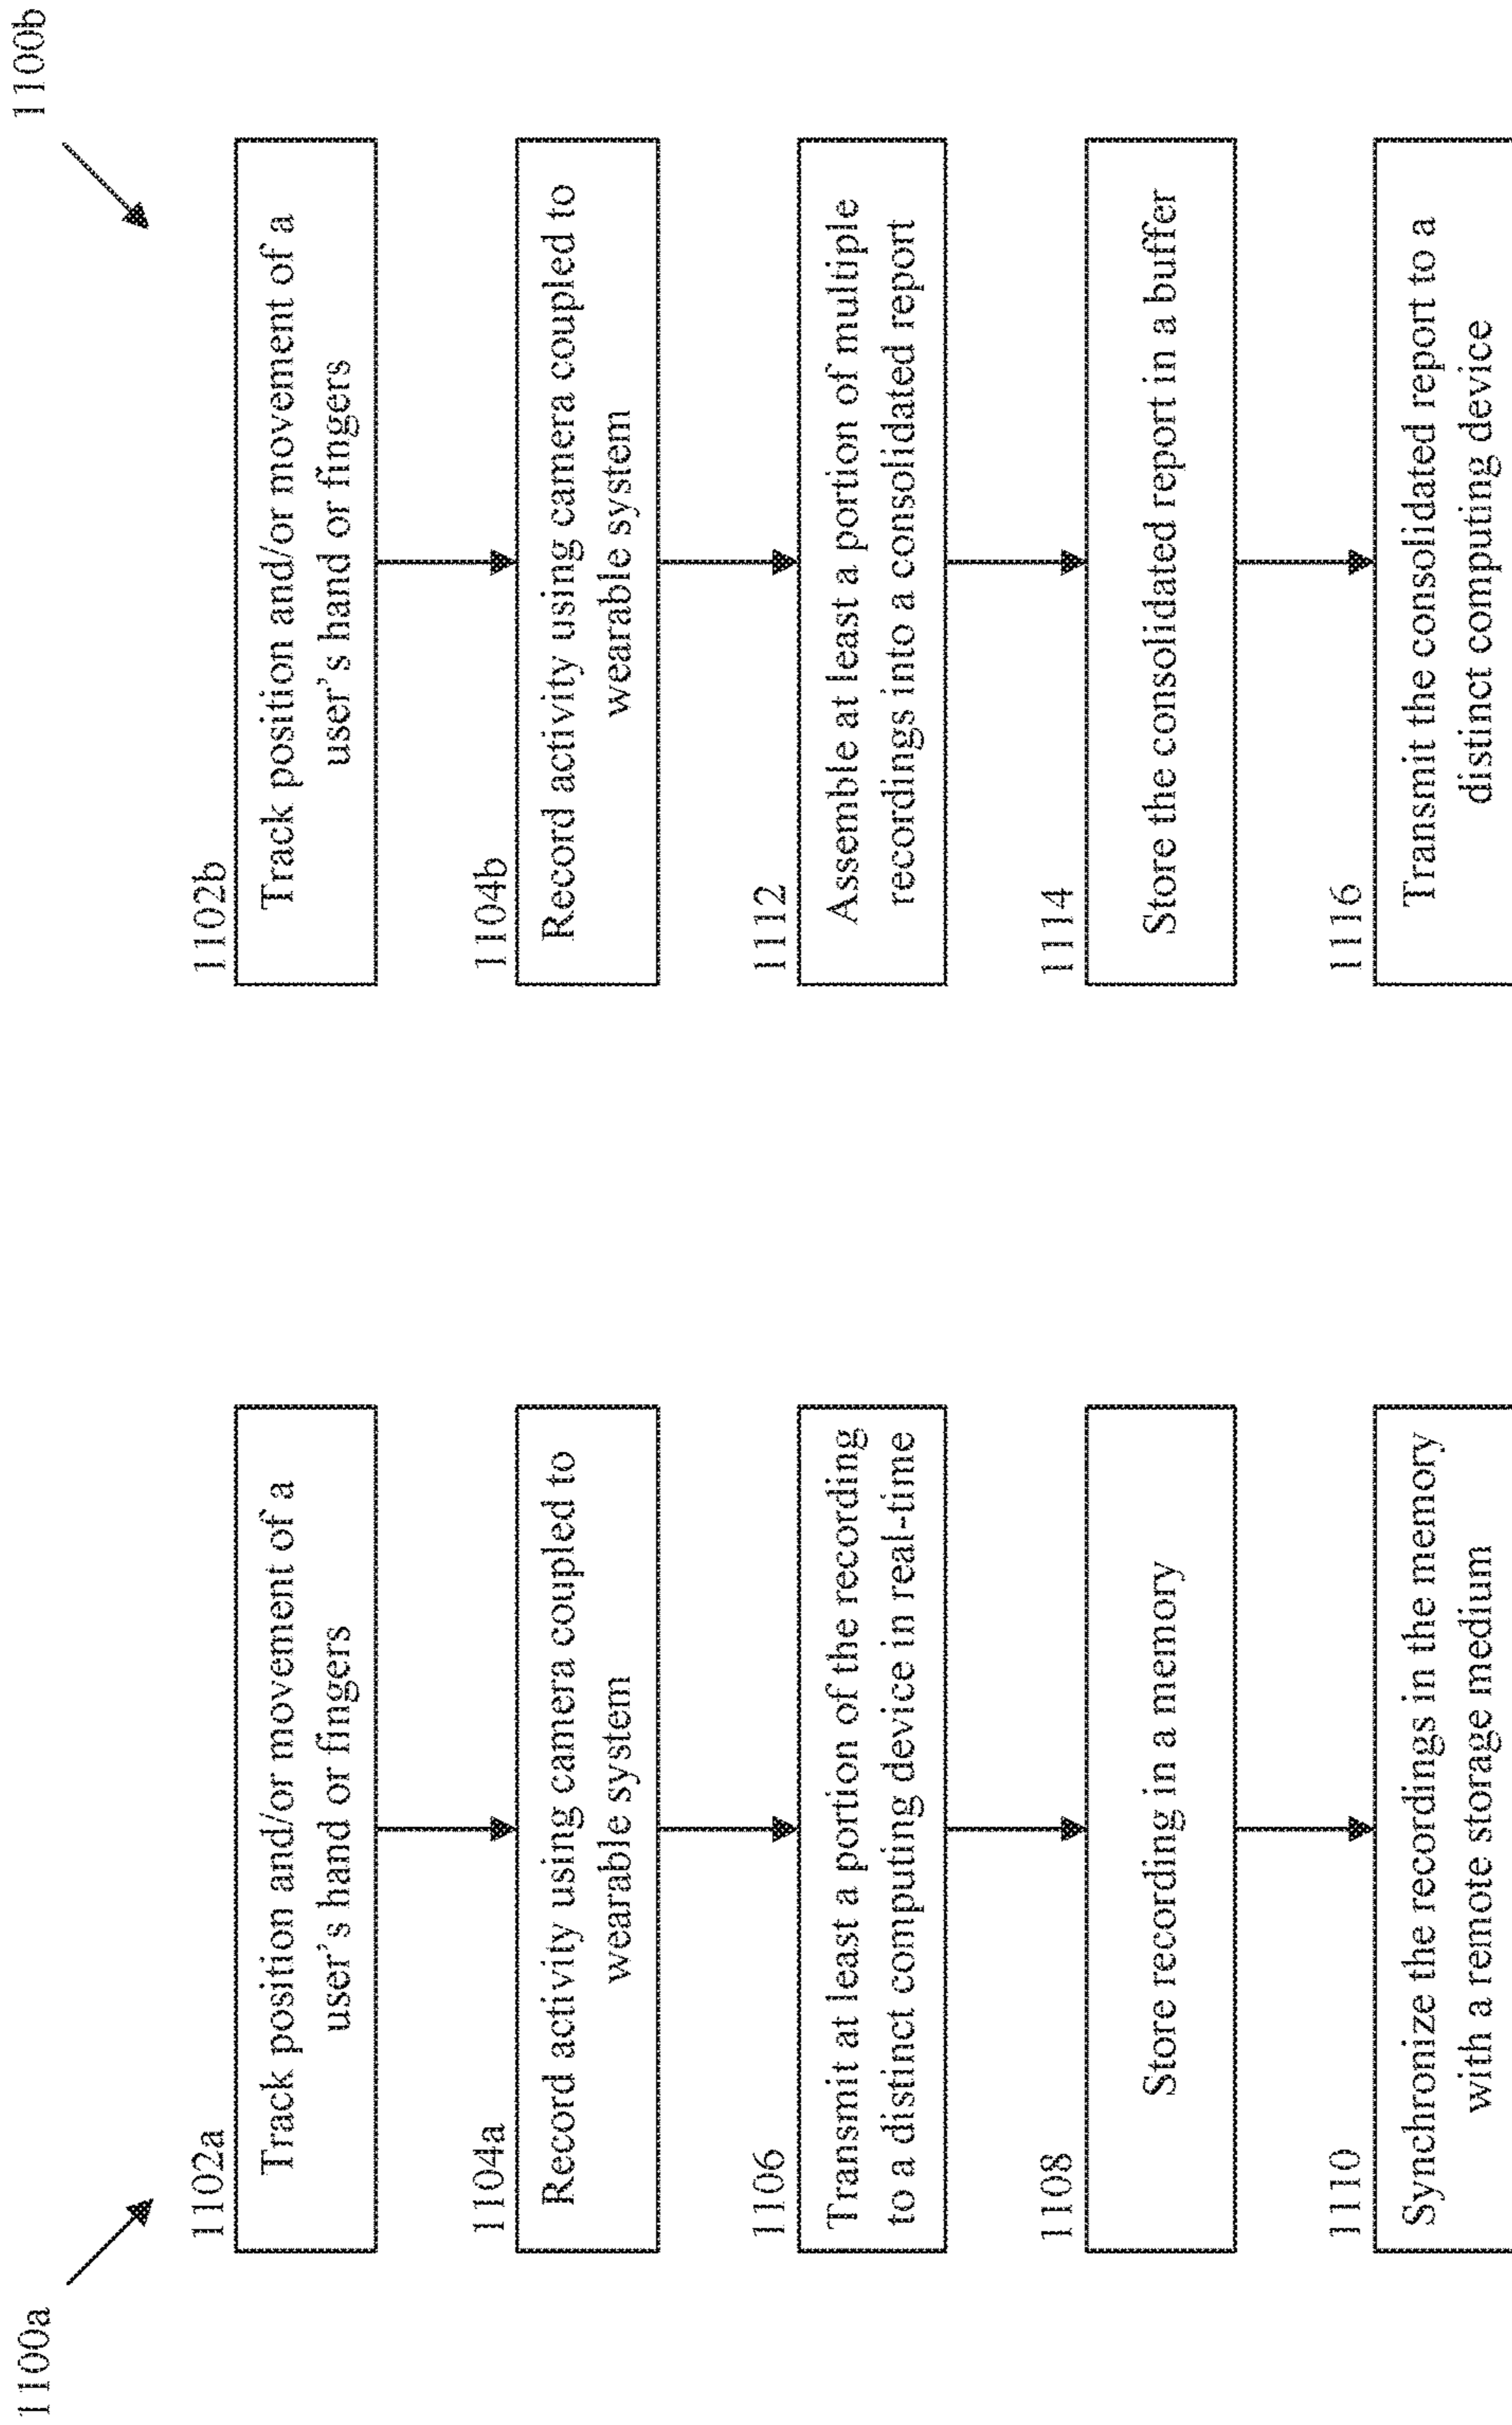 1100a
1102a
Track position and/or movement of a
user's hand or fingers
1104a
Record activity using camera coupled to
wearable system
1106
Transmit at least a portion of the recording
to a distinct computing device in real-time
1108
Store recording in a memory
1110
Synchronize the recordings in the memory
with a remote storage medium
1100b
1102b
Track position and/or movement of a
user's hand or fingers
1104b
Record activity using camera coupled to
wearable system
1112
Assemble at least a portion of multiple
recordings into a consolidated report
1114
Store the consolidated report in a buffer
1116
Transmit the consolidated report to a
distinct computing device